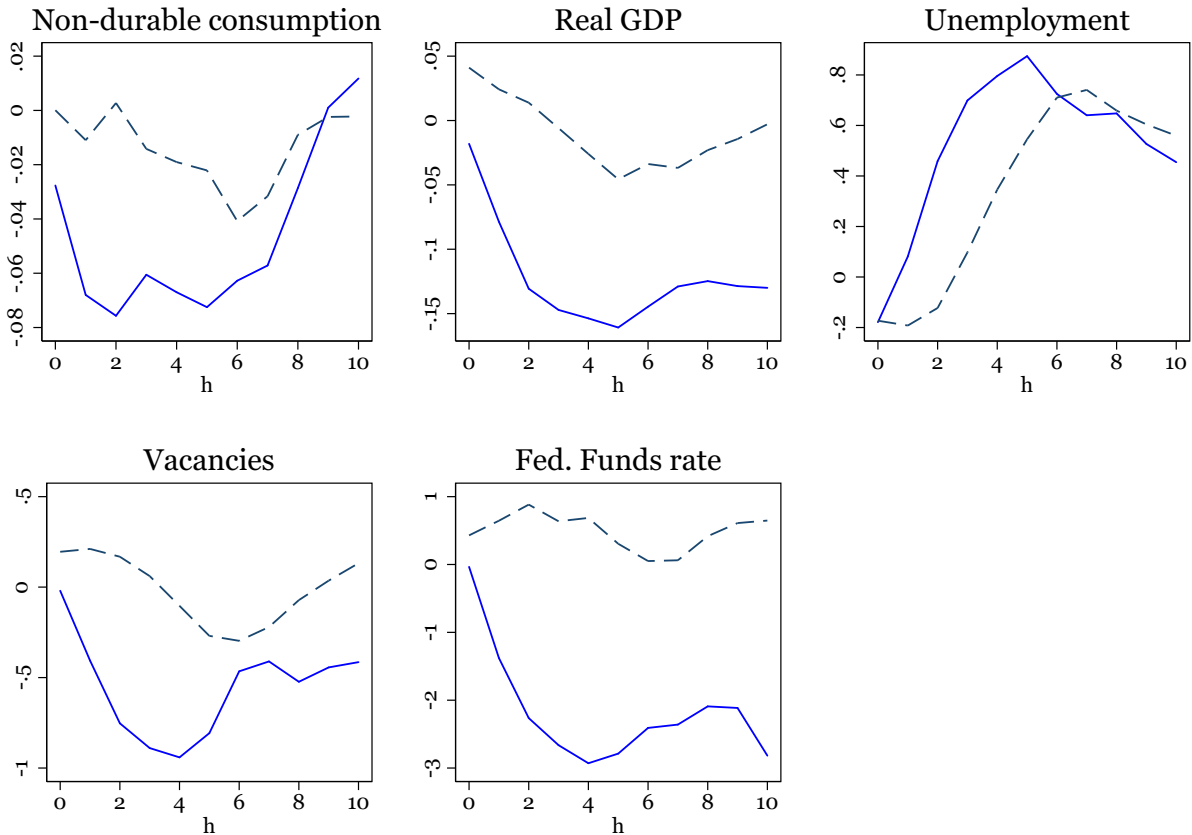 Non-durable consumption
.02
0
-.02
-.04
-.06
-.08
0 2 4 6 8 10
h
Real GDP
.05
0
-.05
-.1
-.15
0 2 4 6 8 10
h
Unemployment
.8
.6
.4
.2
0
-.2
0 2 4 6 8 10
h
Vacancies
.5
0
-.5
-1
0 2 4 6 8 10
h
Fed. Funds rate
1
0
-1
-2
-3
0 2 4 6 8 10
h